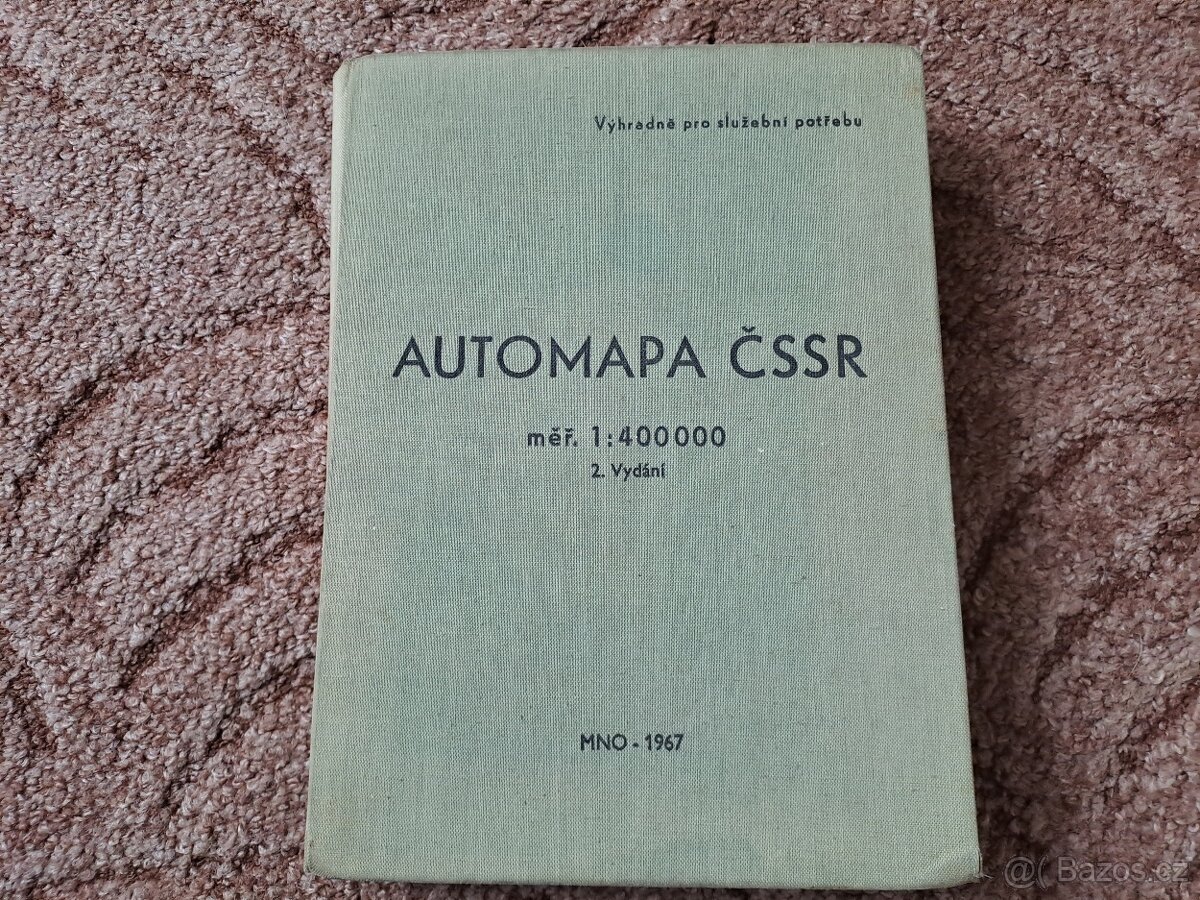 Výhradně pro služební potřebu
AUTOMAPA ČSSR
měř. 1:400000
2. Vydání
MNO - 1967
@( Bazos.cz